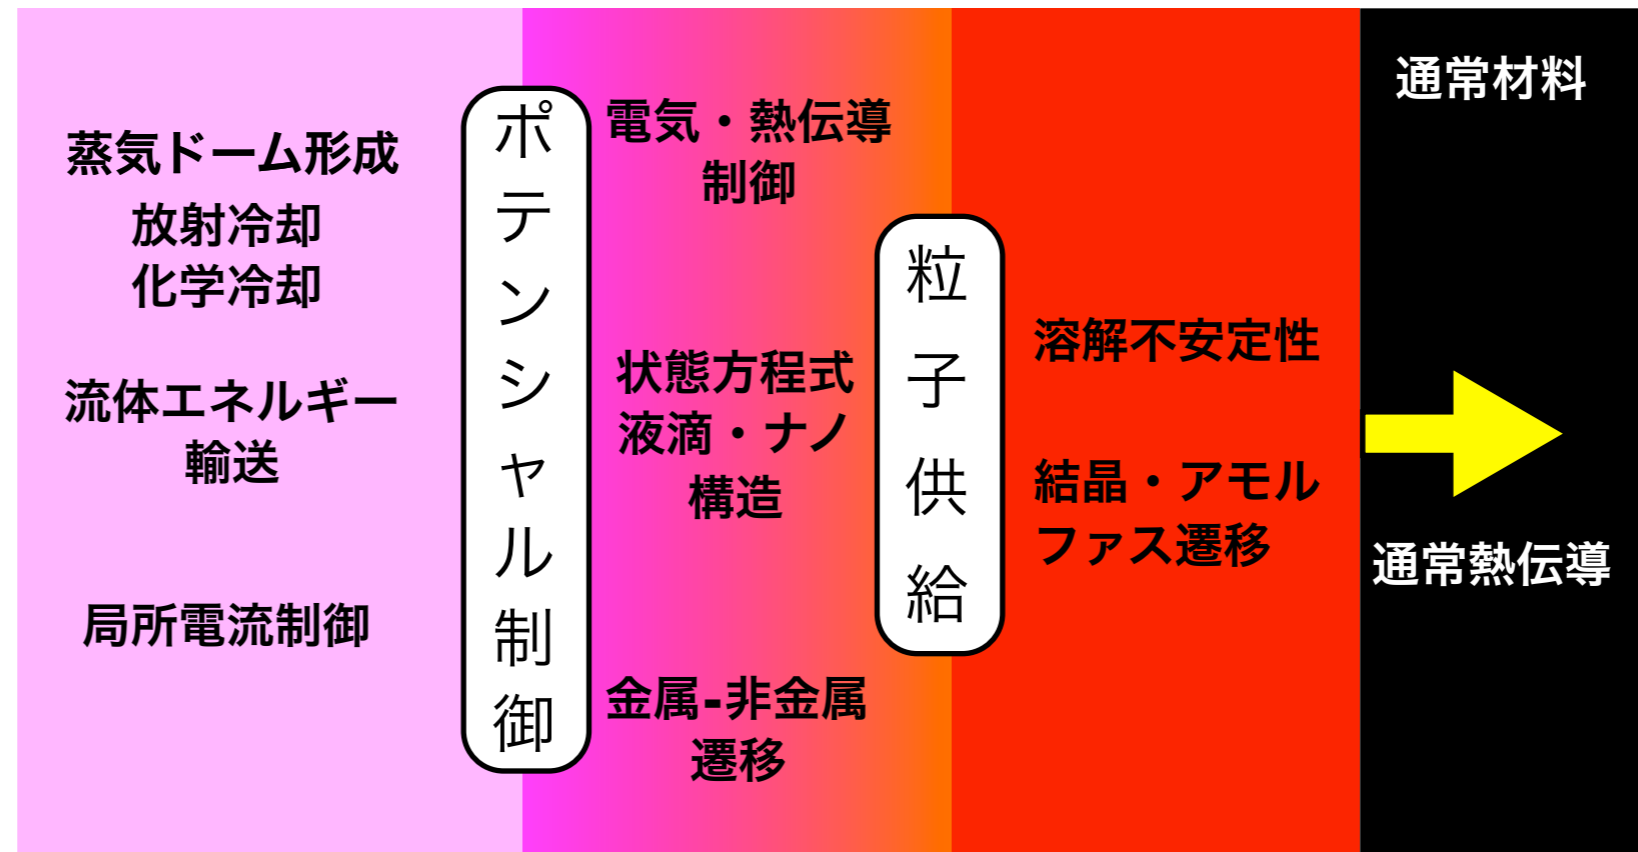 蒸気ドーム形成
放射冷却
化学冷却
流体エネルギー
輸送
局所電流制御
ポテンシャル制御
電気・熱伝導
制御
状態方程式
液滴・ナノ
構造
金属-非金属
遷移
粒子供給
溶解不安定性
結晶・アモル
ファス遷移
通常材料
通常熱伝導